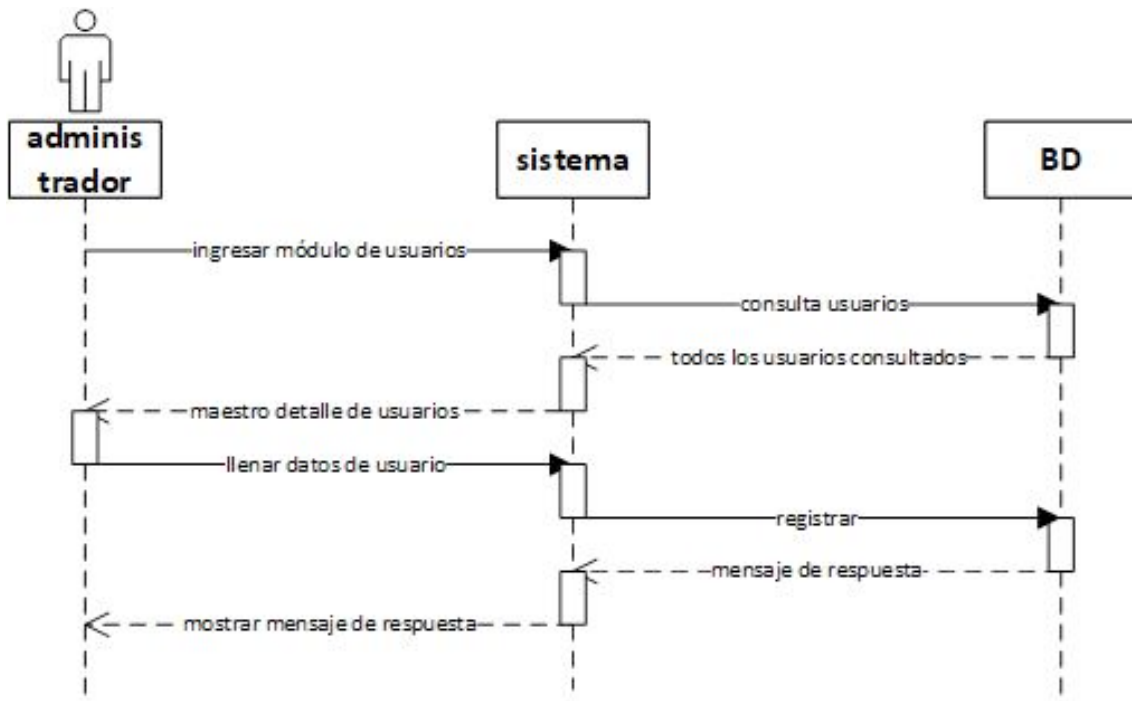 adminis
trador
sistema
BD
ingresar módulo de usuarios
consulta usuarios
todos los usuarios consultados
maestro detalle de usuarios
llenar datos de usuario
registrar
mensaje de respuesta
mostrar mensaje de respuesta